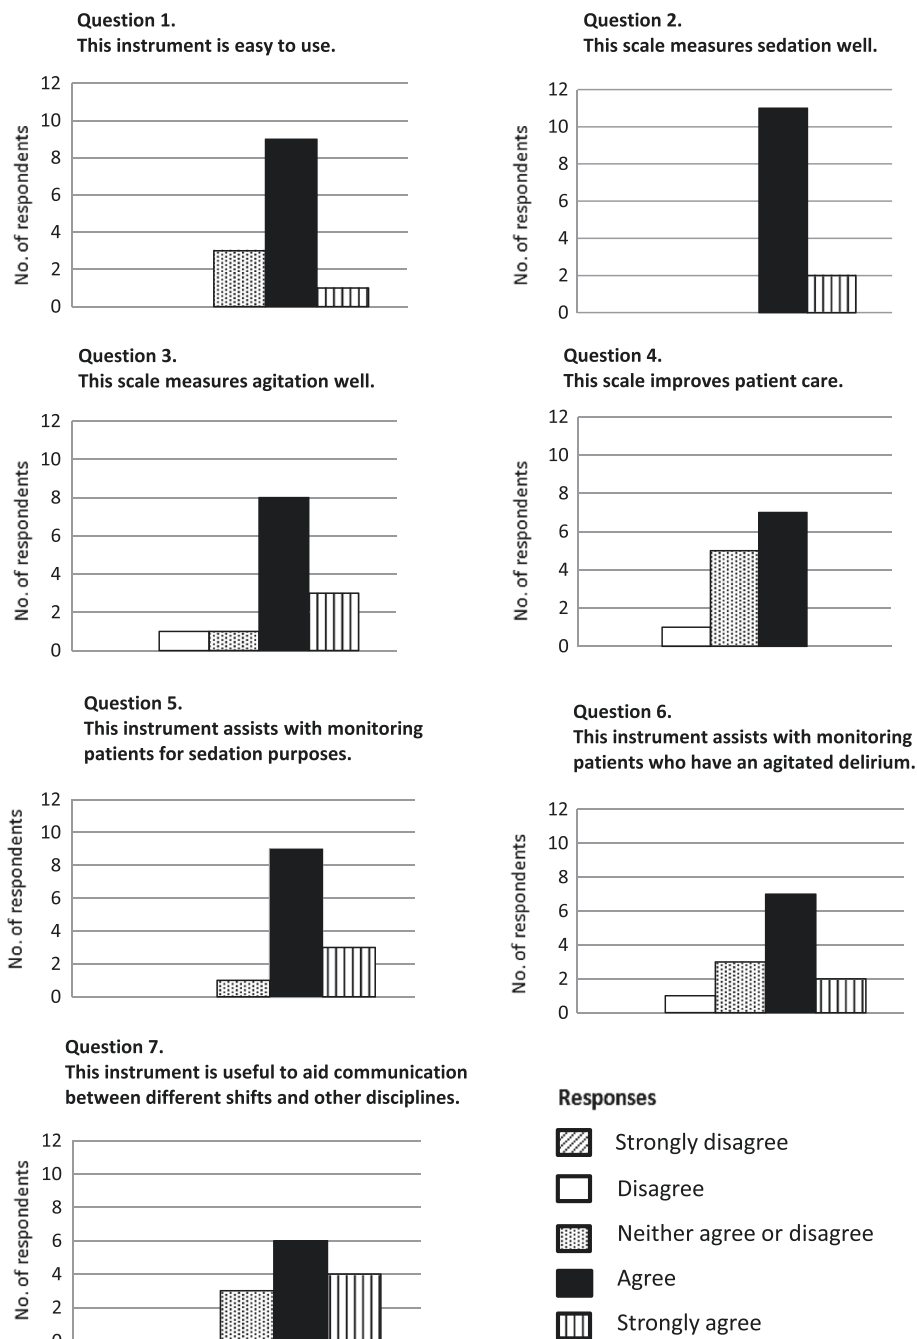 Question 1.
This instrument is easy to use.
12
10
8
6
4
2
0
No. of respondents
Question 2.
This scale measures sedation well.
12
10
8
6
4
2
0
No. of respondents
Question 3.
This scale measures agitation well.
12
10
8
6
4
2
0
No. of respondents
Question 4.
This scale improves patient care.
12
10
8
6
4
2
0
No. of respondents
Question 5.
This instrument assists with monitoring
patients for sedation purposes.
12
10
8
6
4
2
0
No. of respondents
Question 6.
This instrument assists with monitoring
patients who have an agitated delirium.
12
10
8
6
4
2
0
No. of respondents
Question 7.
This instrument is useful to aid communication
between different shifts and other disciplines.
12
10
8
6
4
2
0
No. of respondents
Responses
Strongly disagree
Disagree
Neither agree or disagree
Agree
Strongly agree